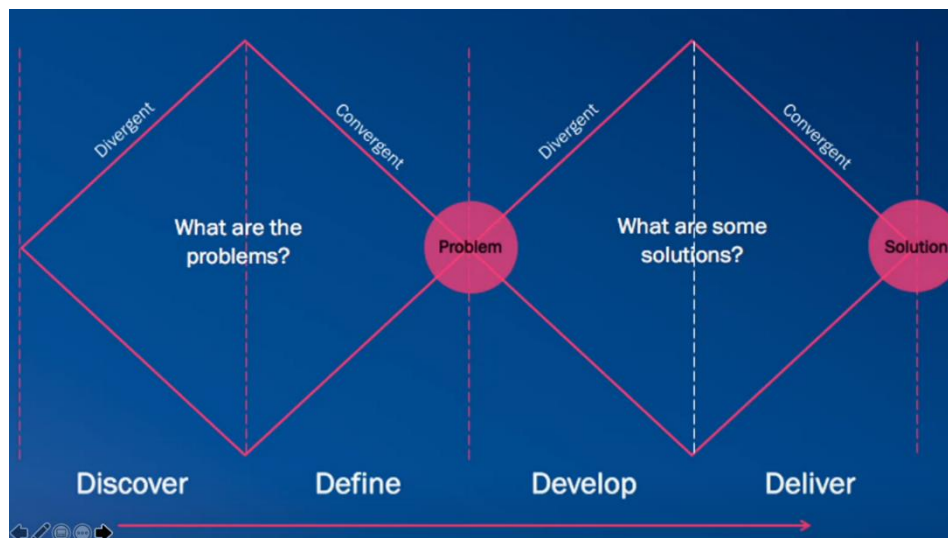 Divergent
Convergent
Divergent
Convergent
What are the
problems?
Problem
What are some
solutions?
Solution
Discover
Define
Develop
Deliver